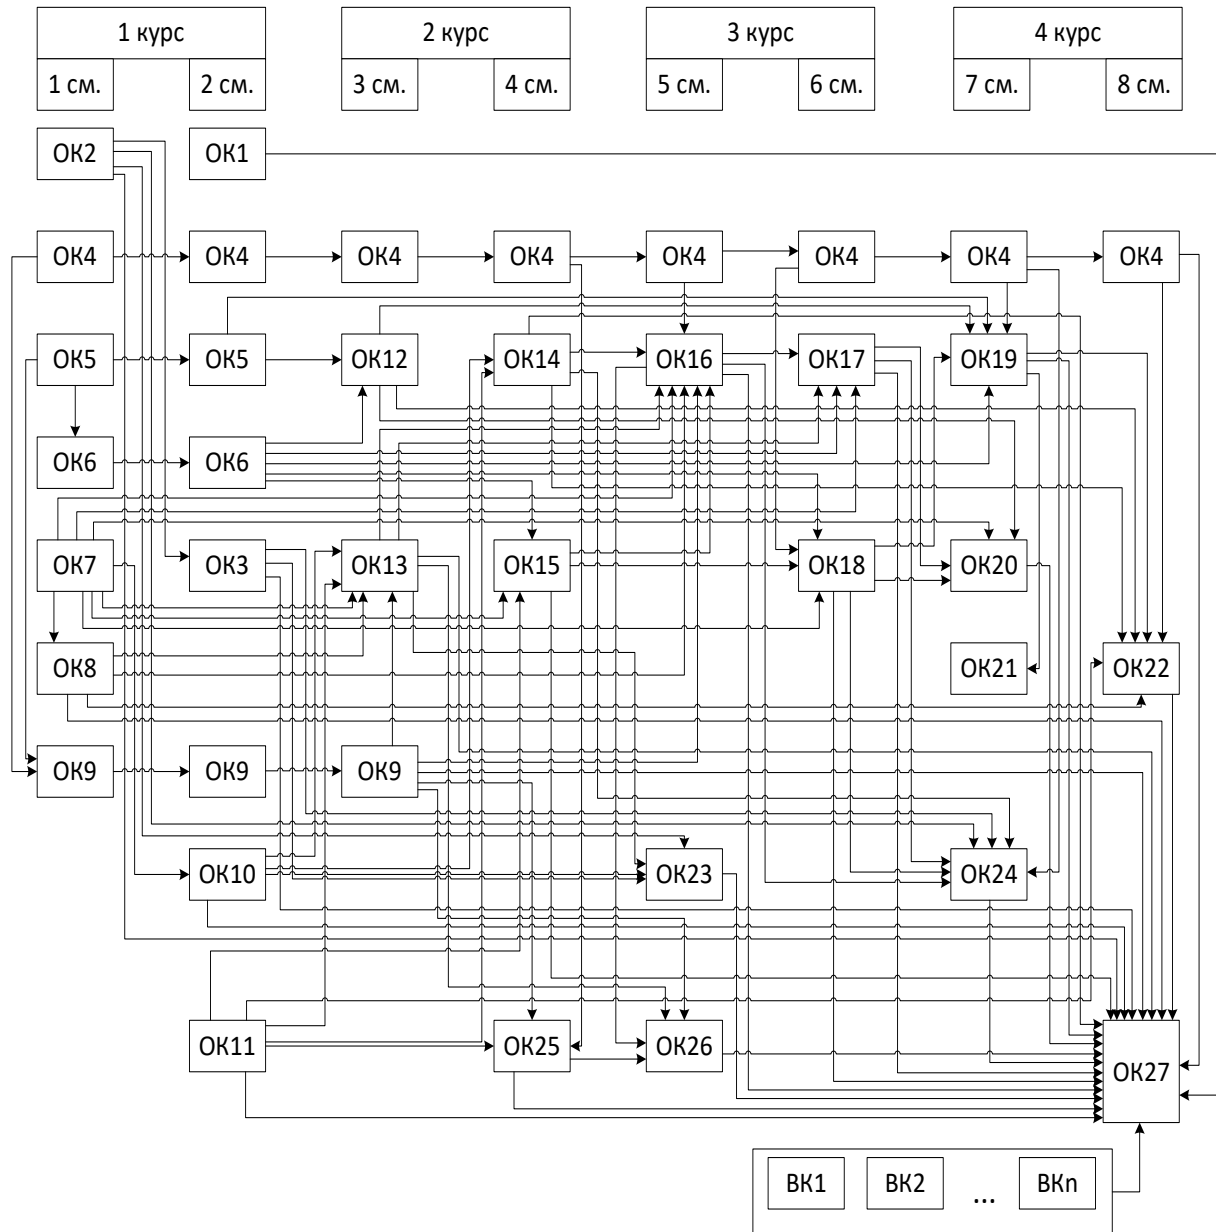 1 курс 2 курс 3 курс 4 курс
1 см. 2 см. 3 см. 4 см. 5 см. 6 см. 7 см. 8 см.
ОК2 ОК1
ОК4 ОК4 ОК4 ОК4 ОК4 ОК4 ОК4 ОК4
ОК5 ОК5 ОК12 ОК14 ОК16 ОК17 ОК19
ОК6 ОК6
ОК7 ОК3 ОК13 ОК15 ОК18 ОК20
ОК8 ОК21 ОК22
ОК9 ОК9 ОК9
ОК10 ОК23 ОК24
ОК11 ОК25 ОК26 ОК27
ВК1 ВК2 ... ВКn